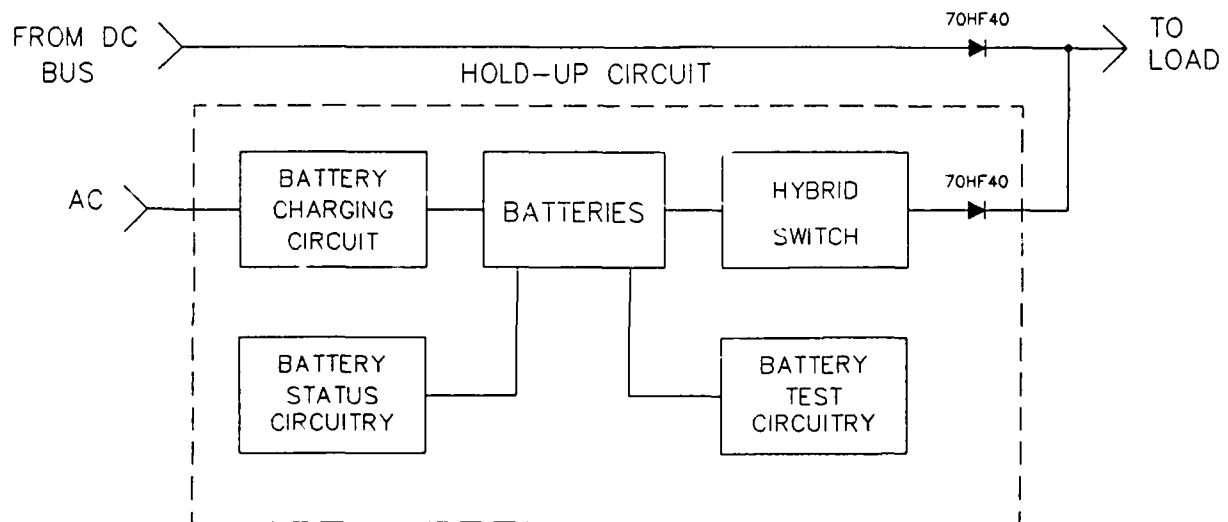 FROM DC
BUS
70HF40
TO
LOAD
HOLD-UP CIRCUIT
AC
BATTERY
CHARGING
CIRCUIT
BATTERIES
HYBRID
SWITCH
70HF40
BATTERY
STATUS
CIRCUITRY
BATTERY
TEST
CIRCUITRY